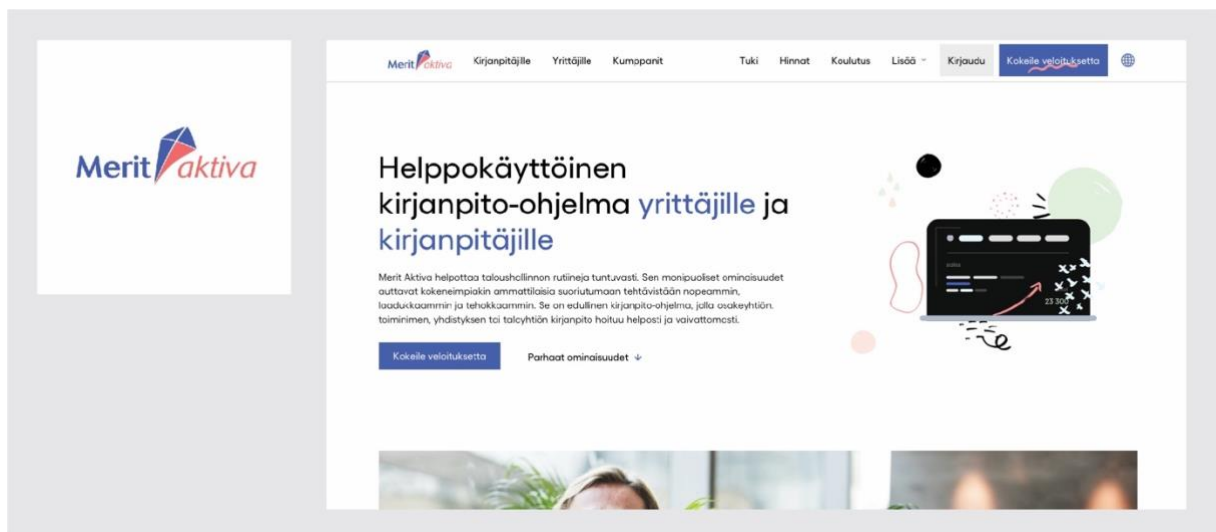 Merit aktiva
Merit aktiva Kirjanpitäjille Yrittäjille Kumppanit Tuki Hinnat Koulutus Lisää Kirjaudu Kokeile veloituksetta
Helppokäyttöinen
kirjanpito-ohjelma yrittäjille ja
kirjanpitäjille
Merit Aktiva helpottaa taloushallinnon rutiineja tuntuvasti. Sen monipuoliset ominaisuudet
auttavat kokeneimpiakin ammattilaisia suoriutumaan tehtävistään nopeammin,
laadukkaammin ja tehokkaammin. Se on edullinen kirjanpito-ohjelma, jolla osakeyhtiön,
toiminimen, yhdistyksen tai taloyhtiön kirjanpito hoituu helposti ja vaivattomasti.
Kokeile veloituksetta Parhaat ominaisuudet
23 300